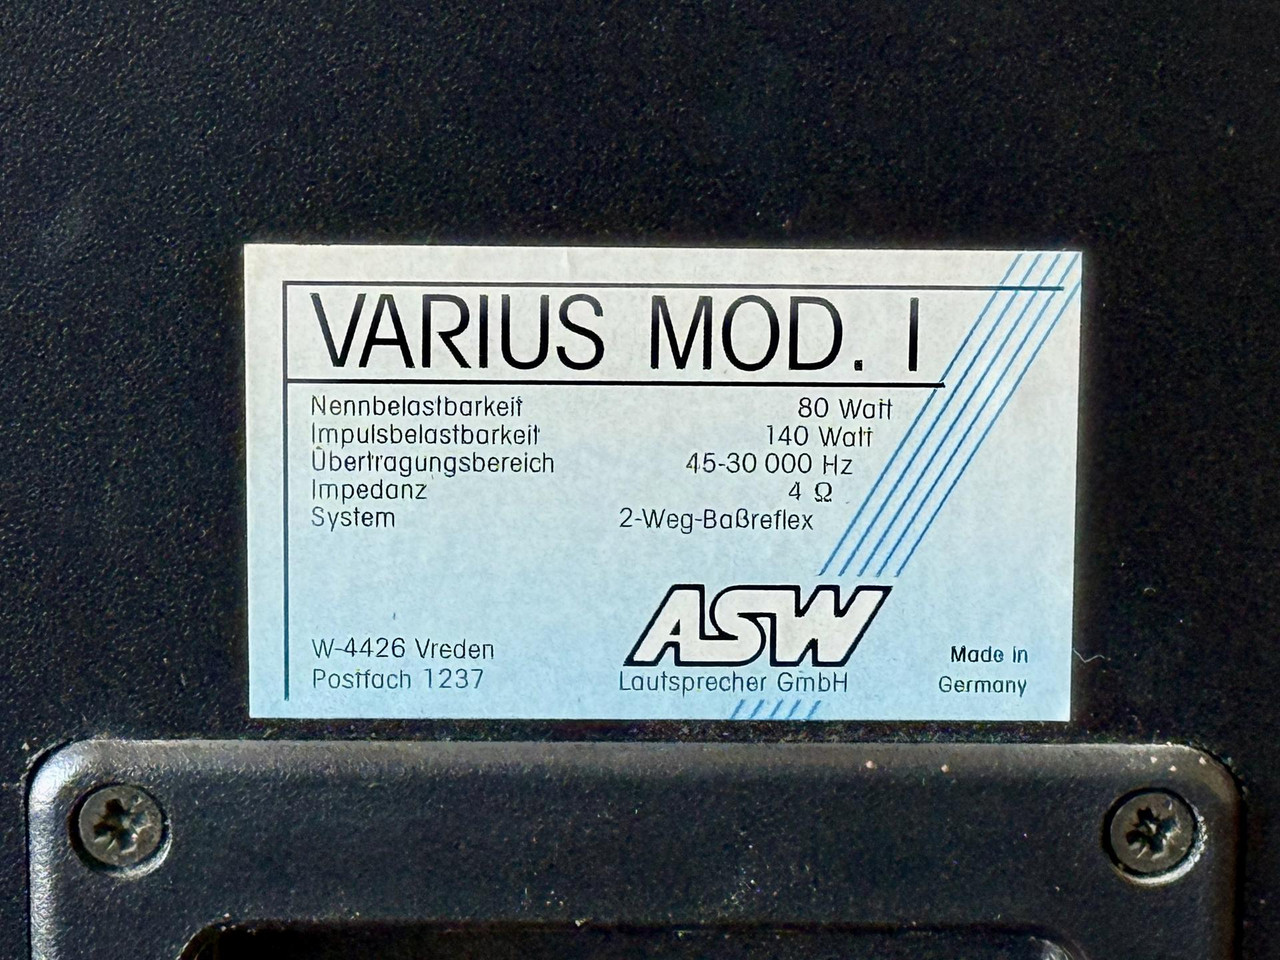 VARIUS MOD. I
Nennbelastbarkeit 80 Watt
Impulsbelastbarkeit 140 Watt
Übertragungsbereich 45-30 000 Hz
Impedanz 4 Ω
System 2-Weg-Baßreflex
ASW
Lautsprecher GmbH
W-4426 Vreden
Postfach 1237
Made in
Germany